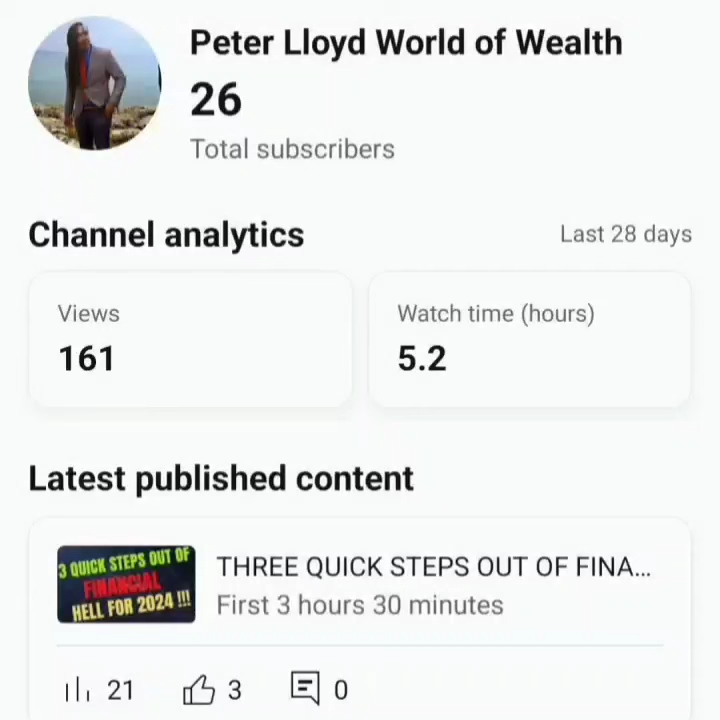 Peter Lloyd World of Wealth
26
Total subscribers
Channel analytics
Last 28 days
Views
161
Watch time (hours)
5.2
Latest published content
3 QUICK STEPS OUT OF
FINANCIAL
HELL FOR 2024 !!!
THREE QUICK STEPS OUT OF FINA...
First 3 hours 30 minutes
21
3
0